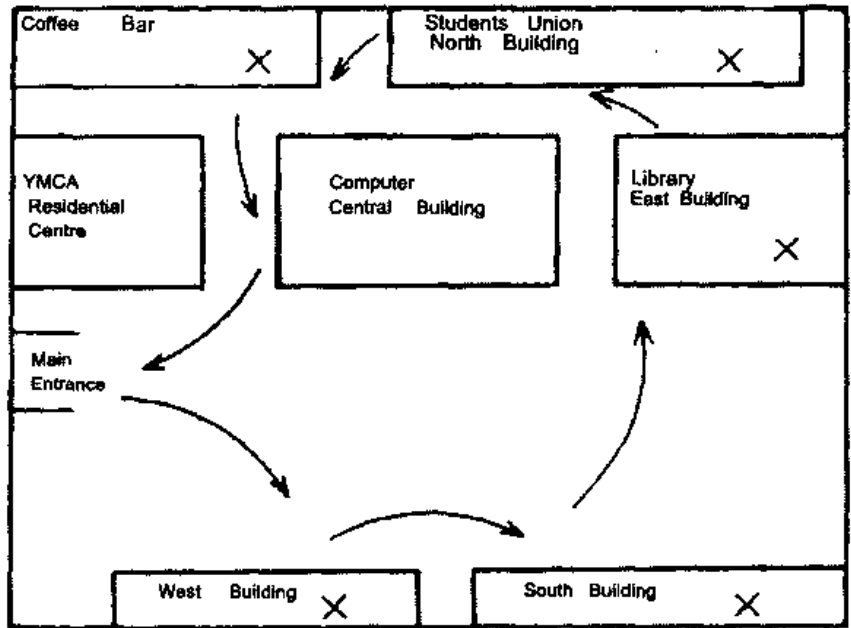 Coffee Bar
Students Union
North Building
YMCA
Residential
Centre
Computer
Central Building
Library
East Building
Main
Entrance
West Building
South Building